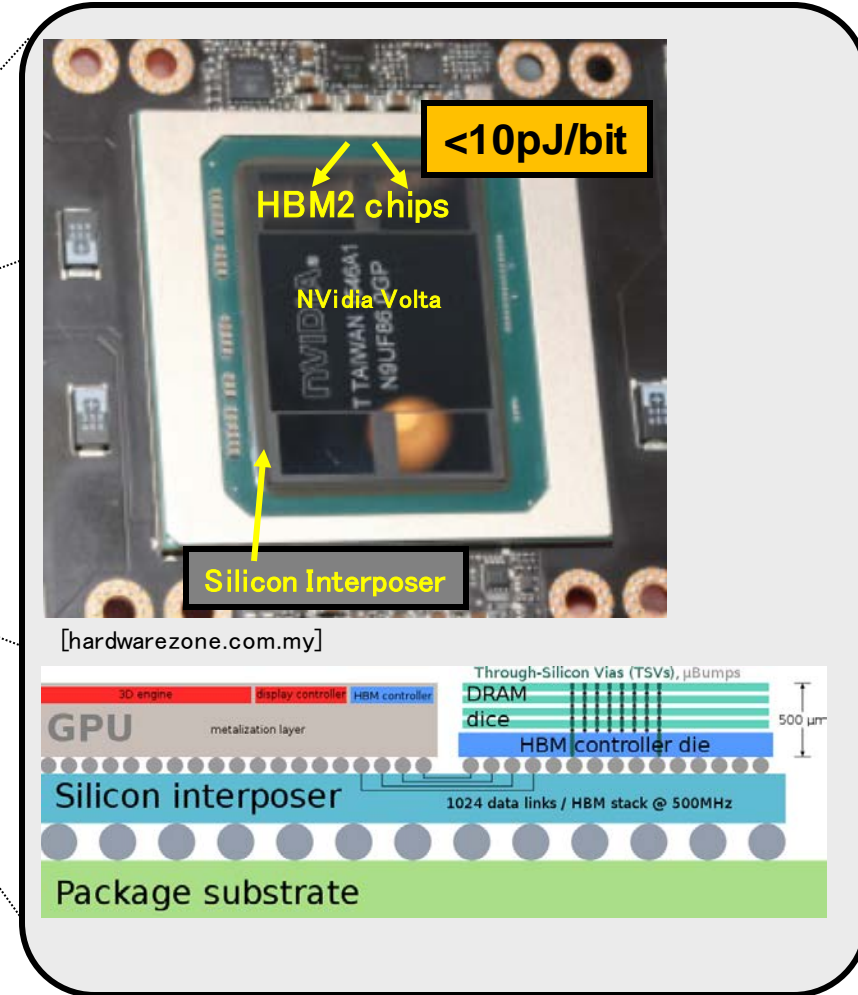 <10pJ/bit
HBM2 chips
NVidia Volta
NVIDIA.
T TAIWAN
N9UF86
Silicon Interposer
[hardwarezone.com.my]
Through-Silicon Vias (TSVs), µBumps
3D engine
display controller
HBM controller
DRAM
GPU
metalization layer
dice
500 µm
HBM controller die
Silicon interposer
1024 data links / HBM stack @ 500MHz
Package substrate